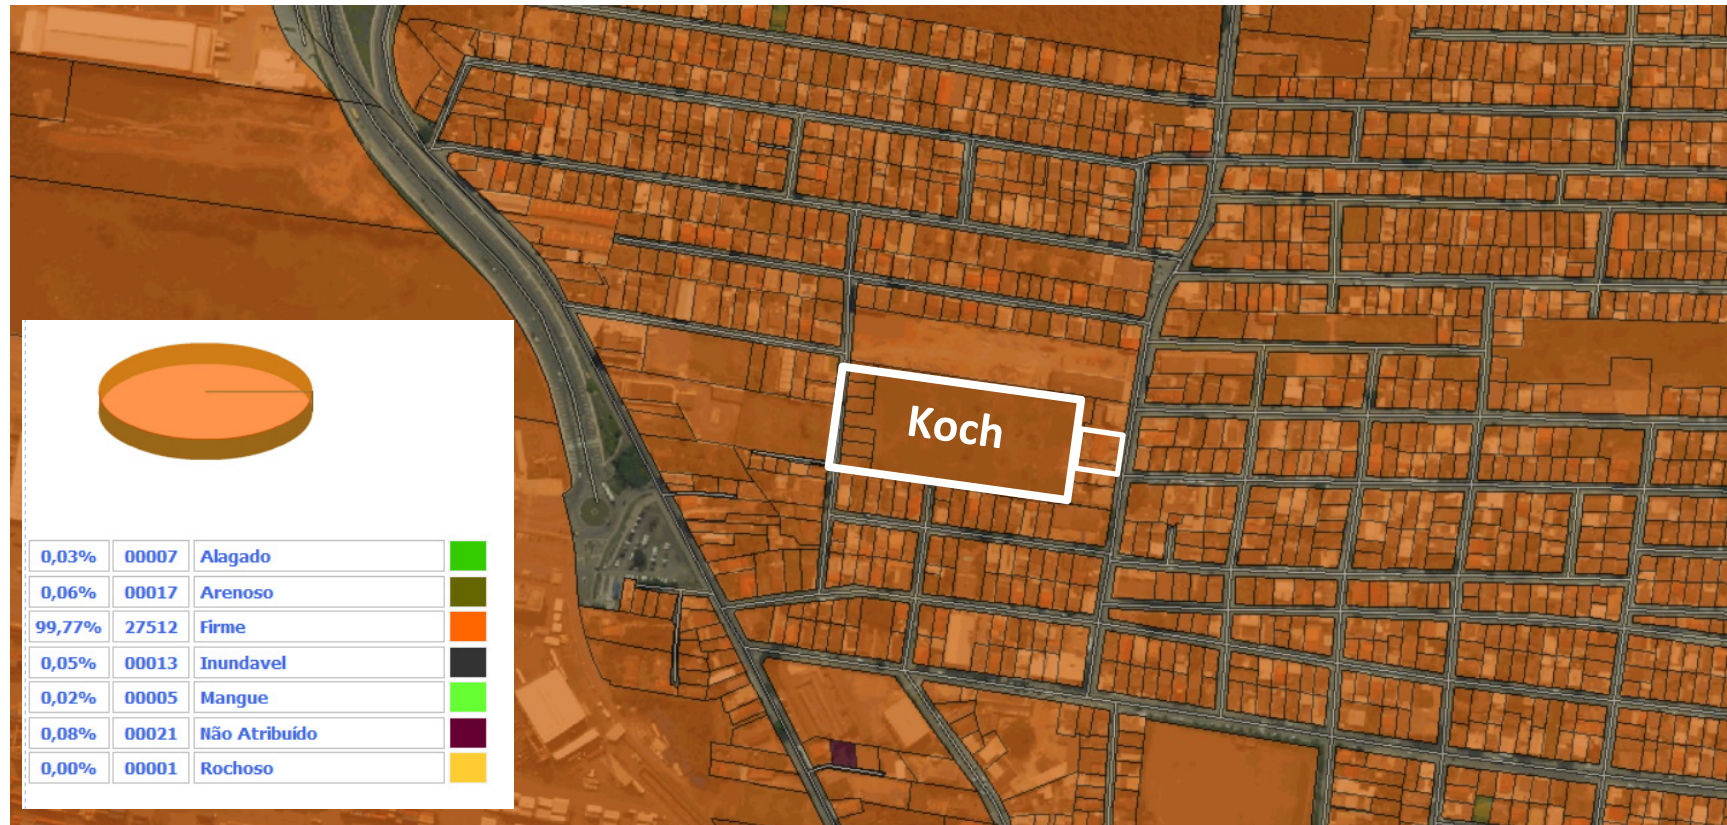 Koch
0,03% 00007 Alagado
0,06% 00017 Arenoso
99,77% 27512 Firme
0,05% 00013 Inundavel
0,02% 00005 Mangue
0,08% 00021 Não Atribuído
0,00% 00001 Rochoso